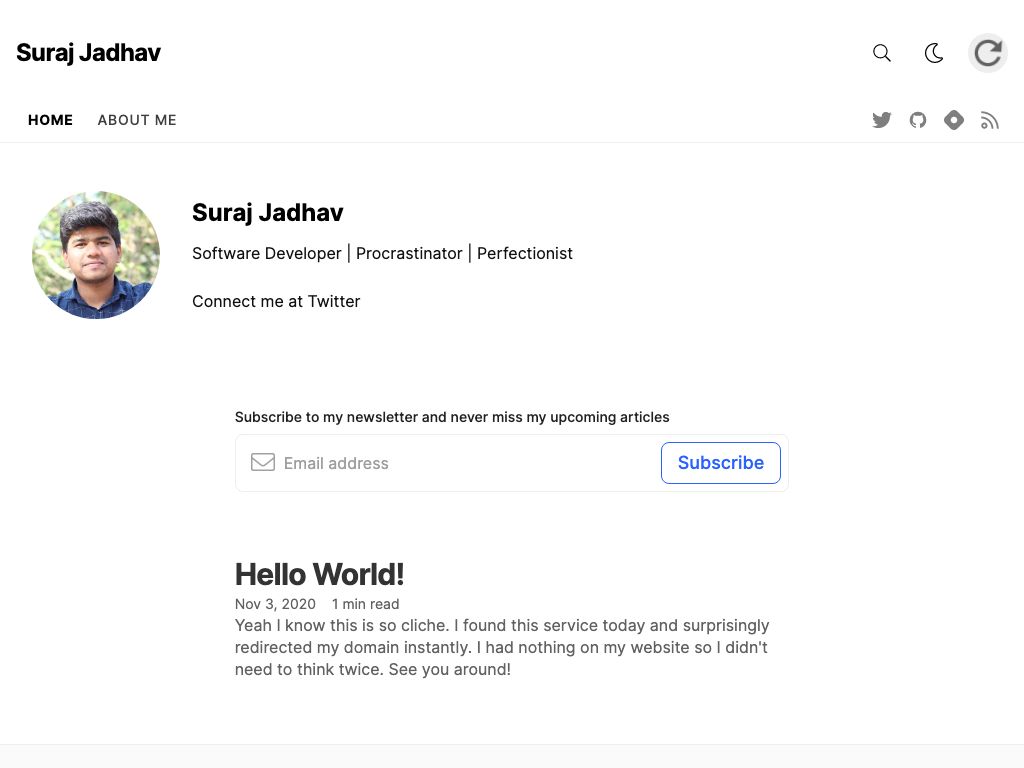 Suraj Jadhav
HOME
ABOUT ME
Suraj Jadhav
Software Developer | Procrastinator | Perfectionist
Connect me at Twitter
Subscribe to my newsletter and never miss my upcoming articles
Email address
Subscribe
Hello World!
Nov 3, 2020 1 min read
Yeah I know this is so cliche. I found this service today and surprisingly
redirected my domain instantly. I had nothing on my website so I didn't
need to think twice. See you around!